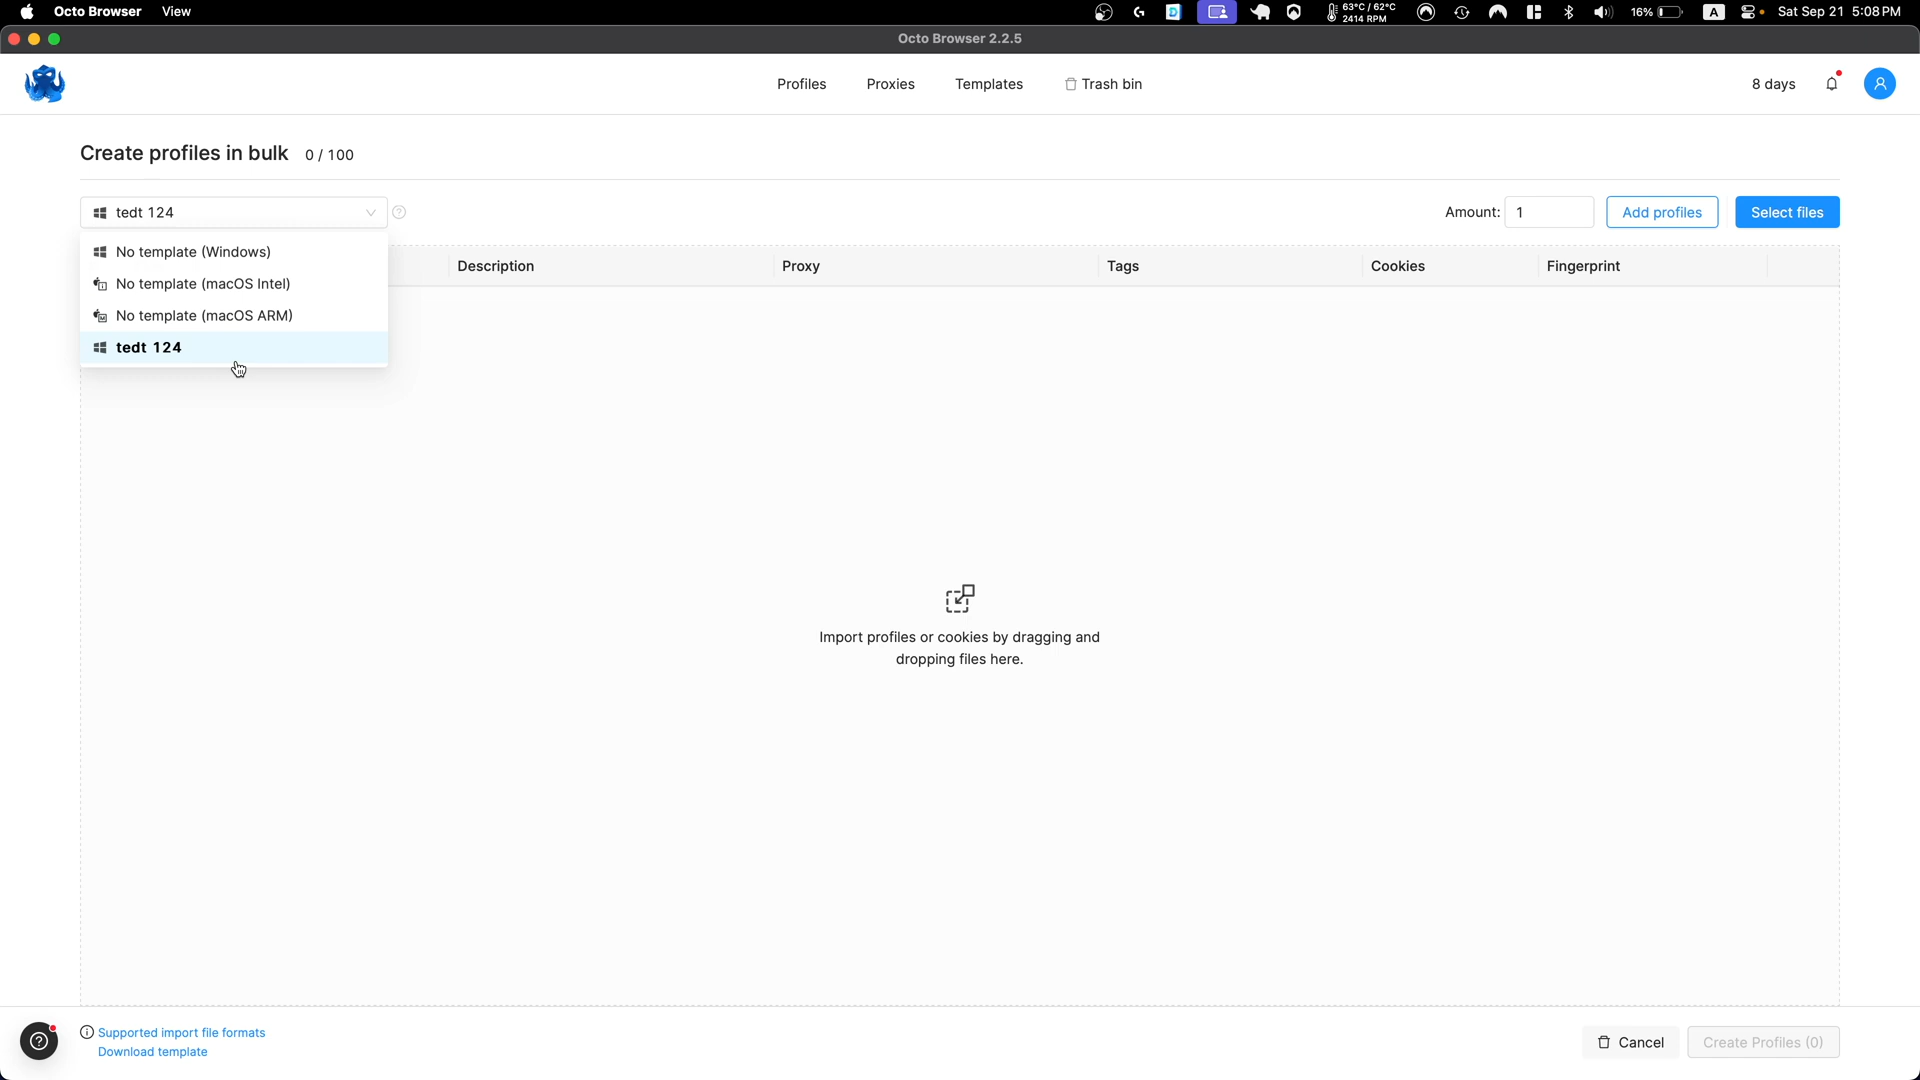 Octo Browser View
63°C / 62°C
2414 RPM
16%
A
Sat Sep 21 5:08 PM
Octo Browser 2.2.5
Profiles Proxies Templates Trash bin
8 days
Create profiles in bulk 0 / 100
tedt 124
Amount: 1 Add profiles Select files
No template (Windows)
No template (macOS Intel)
No template (macOS ARM)
tedt 124
Description Proxy Tags Cookies Fingerprint
Import profiles or cookies by dragging and
dropping files here.
Supported import file formats
Download template
Cancel Create Profiles (0)